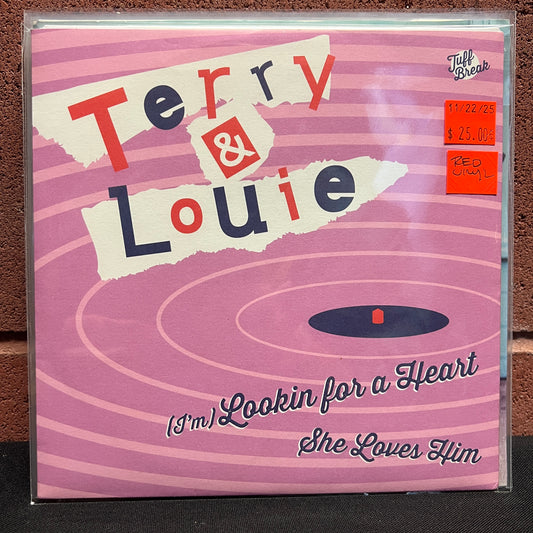 Terry
&
Louie
Tuff
Break
11/22/25
$ 25.00
RED
VINYL
(I'm) Lookin for a Heart
She Loves Him